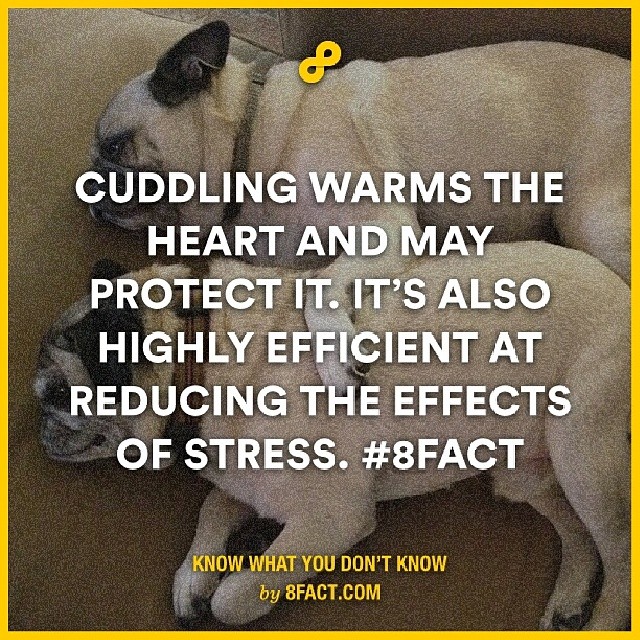 CUDDLING WARMS THE
HEART AND MAY
PROTECT IT. IT'S ALSO
HIGHLY EFFICIENT AT
REDUCING THE EFFECTS
OF STRESS. #8FACT
KNOW WHAT YOU DON'T KNOW
by 8FACT.COM